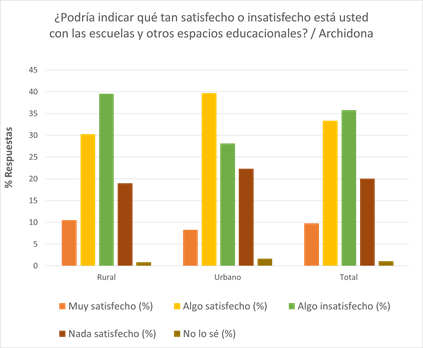 ¿Podría indicar qué tan satisfecho o insatisfecho está usted
con las escuelas y otros espacios educacionales? / Archidona
% Respuestas
45
40
35
30
25
20
15
10
5
0
Rural Urbano Total
Muy satisfecho (%) Algo satisfecho (%) Algo insatisfecho (%)
Nada satisfecho (%) No lo sé (%)